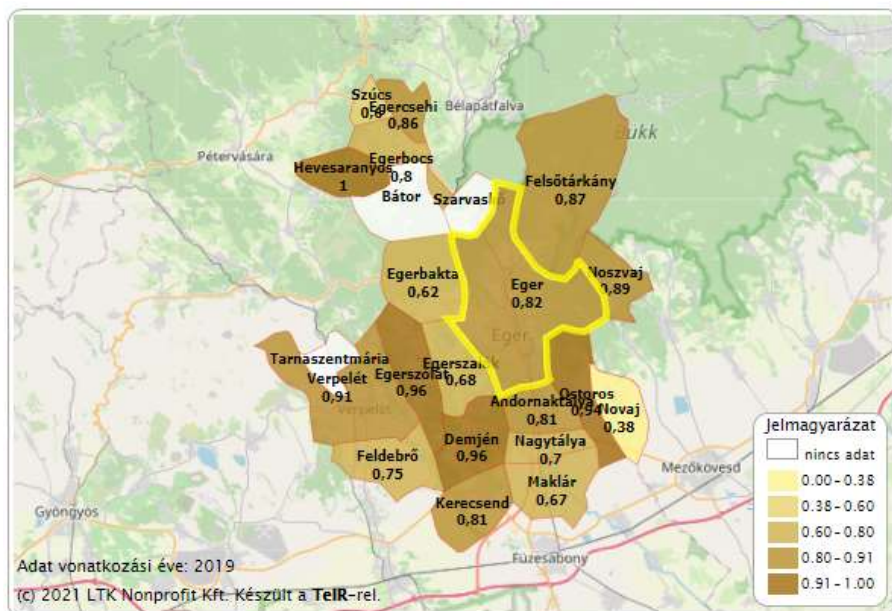 Szúcs
0,6
Egercsehi
0,86
Bélapátfalva
Bükk
Pétervására
Egerbocs
0,8
Hevesaranyos
1
Bátor
Szarvaskő
Felsőtárkány
0,87
Egerbakta
0,62
Eger
0,82
Noszvaj
0,89
Eger
Tarnaszentmária
Verpelét
0,91
Verpelét
Egerszólát
0,96
Egerszalók
0,68
Ostoros
0,94
Andornaktálya
0,81
Novaj
0,38
Demjén
0,96
Nagytálya
0,7
Feldebrő
0,75
Maklár
0,67
Mezőkövesd
Kerecsend
0,81
Gyöngyös
Füzesabony
Jelmagyarázat
nincs adat
0.00-0.38
0.38-0.60
0.60-0.80
0.80-0.91
0.91-1.00
Adat vonatkozási éve: 2019
(c) 2021 LTK Nonprofit Kft. Készült a TeIR-rel.